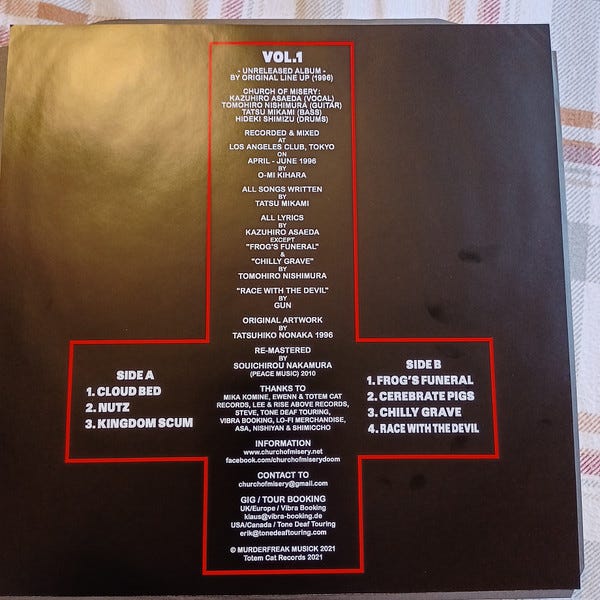 VOL.1
- UNRELEASED ALBUM -
BY ORIGINAL LINE UP (1996)
CHURCH OF MISERY:
KAZUHIRO ASAEDA (VOCAL)
TOMOHIRO NISHIMURA (GUITAR)
TATSU MIKAMI (BASS)
HIDEKI SHIMIZU (DRUMS)
RECORDED & MIXED
AT
LOS ANGELES CLUB, TOKYO
ON
APRIL - JUNE 1996
BY
O-MI KIHARA
ALL SONGS WRITTEN
BY
TATSU MIKAMI
ALL LYRICS
BY
KAZUHIRO ASAEDA
EXCEPT
"FROG'S FUNERAL"
&
"CHILLY GRAVE"
BY
TOMOHIRO NISHIMURA
"RACE WITH THE DEVIL"
BY
GUN
ORIGINAL ARTWORK
BY
TATSUHIKO NONAKA 1996
RE-MASTERED
BY
SOUICHIROU NAKAMURA
(PEACE MUSIC) 2010
THANKS TO
MIKA KOMINE, EWENN & TOTEM CAT
RECORDS, LEE & RISE ABOVE RECORDS,
STEVE, TONE DEAF TOURING,
VIBRA BOOKING, LO-FI MERCHANDISE,
ASA, NISHIYAN & SHIMICCHO
INFORMATION
www.churchofmisery.net
facebook.com/churchofmiserydoom
CONTACT TO
churchofmisery@gmail.com
GIG / TOUR BOOKING
UK/Europe / Vibra Booking
klaus@vibra-booking.de
USA/Canada / Tone Deaf Touring
erik@tonedeaftouring.com
© MURDERFREAK MUSICK 2021
Totem Cat Records 2021
SIDE A
1. CLOUD BED
2. NUTZ
3. KINGDOM SCUM
SIDE B
1. FROG'S FUNERAL
2. CEREBRATE PIGS
3. CHILLY GRAVE
4. RACE WITH THE DEVIL